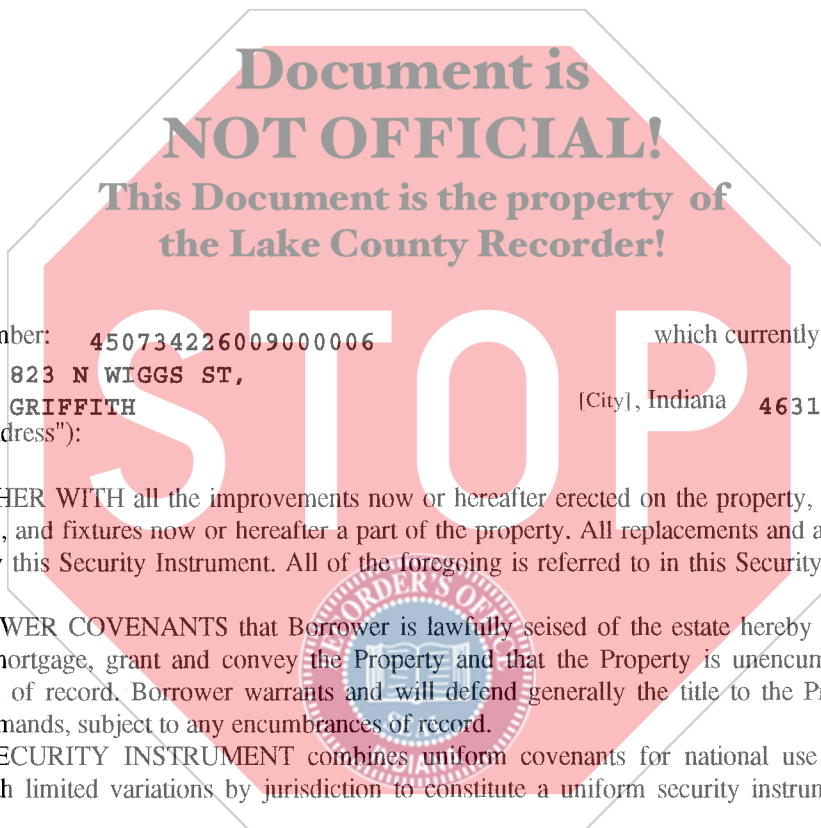 Document is
NOT OFFICIAL!
This Document is the property of
the Lake County Recorder!
STOP
mber: 450734226009000006 which currently
823 N WIGGS ST,
GRIFFITH [City], Indiana 4631
dress"):
HER WITH all the improvements now or hereafter erected on the property,
, and fixtures now or hereafter a part of the property. All replacements and a
y this Security Instrument. All of the foregoing is referred to in this Security
WER COVENANTS that Borrower is lawfully seised of the estate hereby
mortgage, grant and convey the Property and that the Property is unencum
of record. Borrower warrants and will defend generally the title to the Pr
mands, subject to any encumbrances of record.
ECURITY INSTRUMENT combines uniform covenants for national use
h limited variations by jurisdiction to constitute a uniform security instrum
RECORDER'S OFFICE
INDIANA